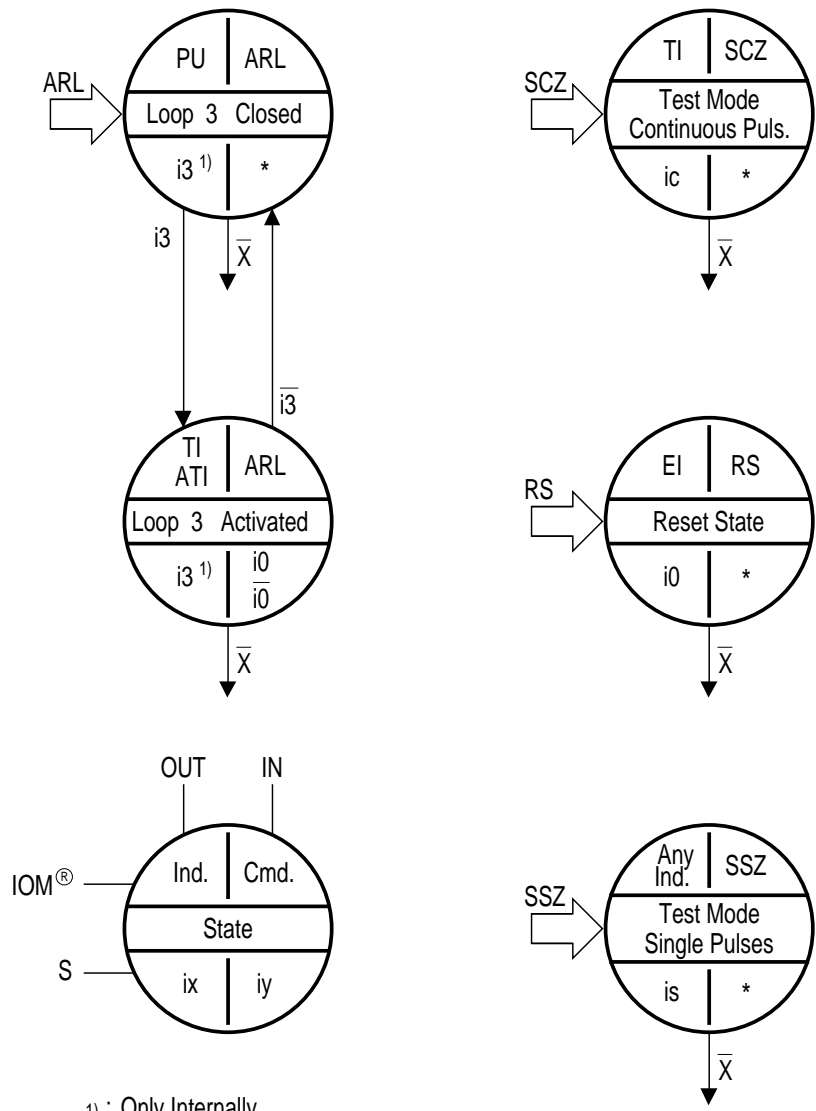 PU ARL
ARL
Loop 3 Closed
i3 1) *
i3
X̅
i̅3̅
TI ARL
ATI
Loop 3 Activated
i3 1) i0
i̅0̅
X̅
OUT IN
IOM®
Ind. Cmd.
State
S
ix iy
1) : Only Internally
TI SCZ
SCZ
Test Mode
Continuous Puls.
ic *
X̅
EI RS
RS
Reset State
i0 *
X̅
Any SSZ
Ind.
SSZ
Test Mode
Single Pulses
is *
X̅